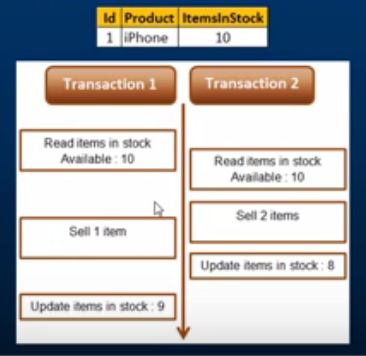 Id Product ItemsInStock
1 iPhone 10
Transaction 1 Transaction 2
Read items in stock
Available : 10
Read items in stock
Available : 10
Sell 2 items
Sell 1 item
Update items in stock : 8
Update items in stock : 9